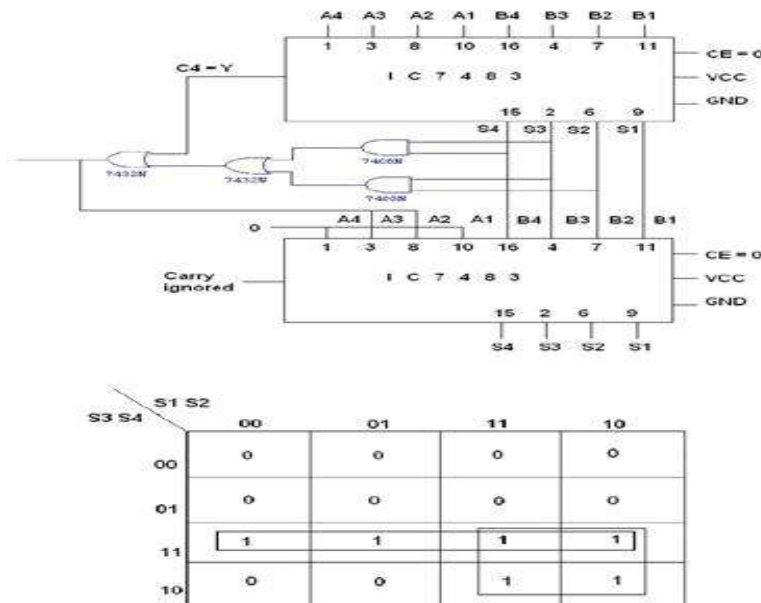 A4 A3 A2 A1 B4 B3 B2 B1
1 3 8 10 16 4 7 11
CE = 0
C4 = Y
I C 7 4 8 3
VCC
GND
15 2 6 9
S4 S3 S2 S1
7432N
7432N
A4 A3 A2 A1 B4 B3 B2 B1
0
1 3 8 10 16 4 7 11
CE = 0
Carry
ignored
I C 7 4 8 3
VCC
GND
15 2 6 9
S4 S3 S2 S1
S1 S2
S3 S4
00 01 11 10
00 0 0 0 0
01 0 0 0 0
11 1 1 1 1
10 0 0 1 1